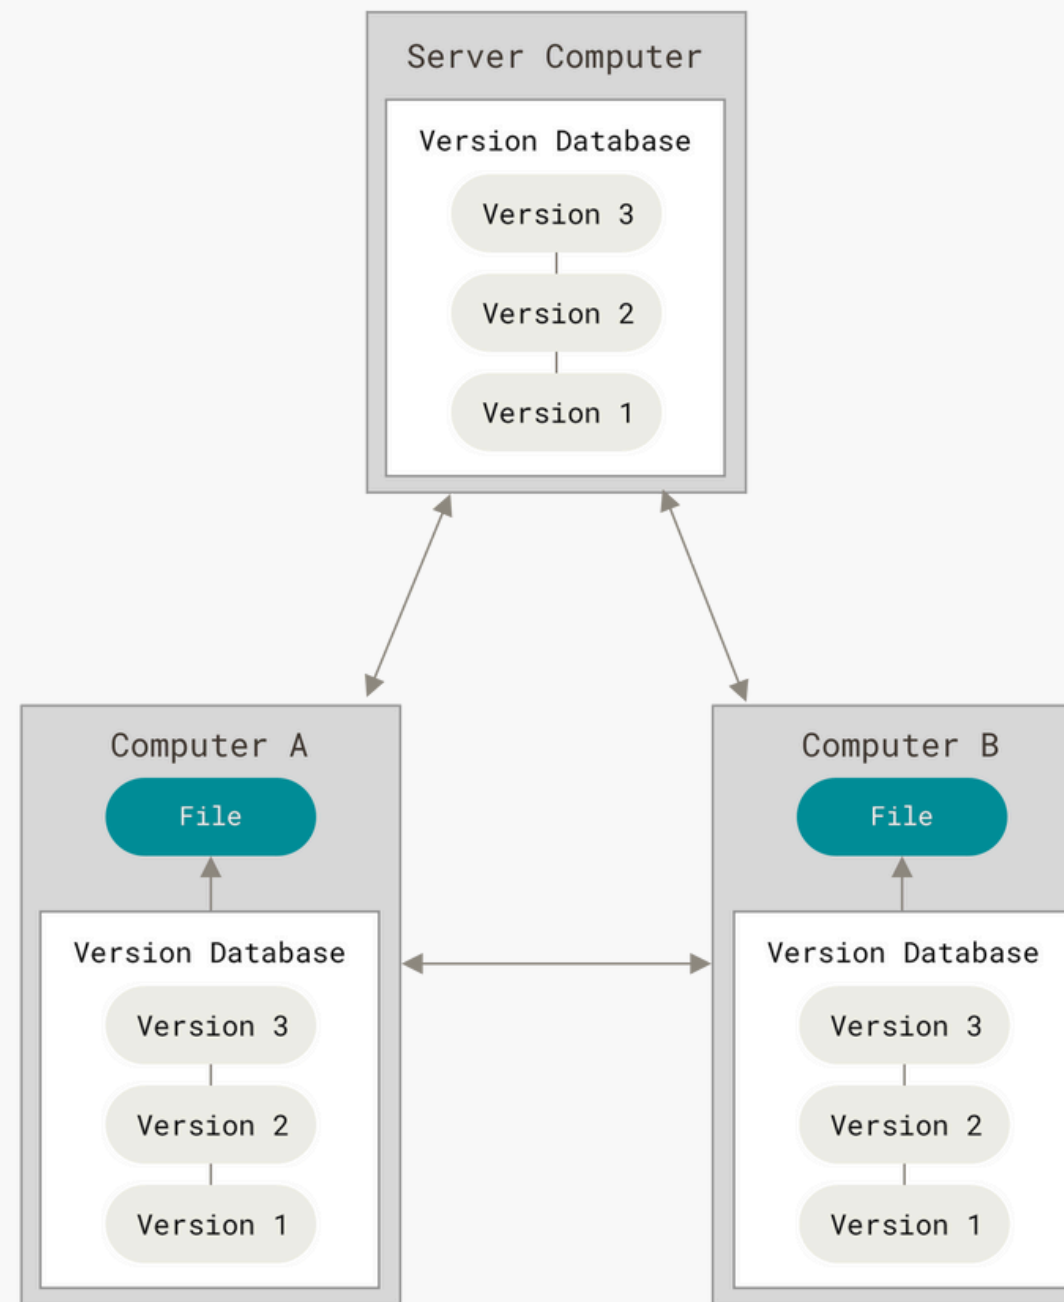 Server Computer
Version Database
Version 3
Version 2
Version 1
Computer A
File
Version Database
Version 3
Version 2
Version 1
Computer B
File
Version Database
Version 3
Version 2
Version 1